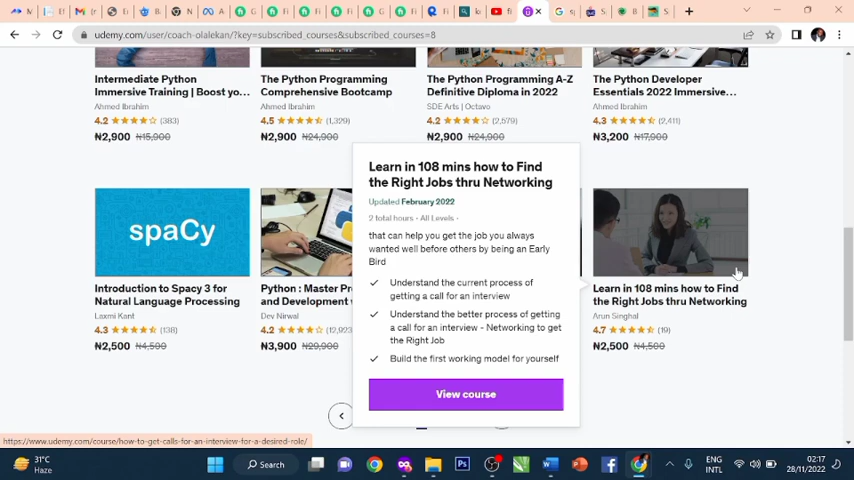 udemy.com/user/coach-olalekan/?key=subscribed_courses&subscribed_courses=8
Intermediate Python
Immersive Training | Boost yo...
Ahmed Ibrahim
4.2 (383)
₦2,900 ₦15,900
The Python Programming
Comprehensive Bootcamp
Ahmed Ibrahim
4.5 (1,329)
₦2,900 ₦24,900
The Python Programming A-Z
Definitive Diploma in 2022
SDE Arts | Octavo
4.2 (2,579)
₦2,900 ₦24,900
The Python Developer
Essentials 2022 Immersive...
Ahmed Ibrahim
4.3 (2,411)
₦3,200 ₦17,900
spaCy
Introduction to Spacy 3 for
Natural Language Processing
Laxmi Kant
4.3 (138)
₦2,500 ₦4,500
Python : Master Pr
and Development w
Dev Nirwal
4.2 (12,923
₦3,900 ₦29,900
Learn in 108 mins how to Find
the Right Jobs thru Networking
Updated February 2022
2 total hours · All Levels ·
that can help you get the job you always
wanted well before others by being an Early
Bird
Understand the current process of
getting a call for an interview
Understand the better process of getting
a call for an interview - Networking to get
the Right Job
Build the first working model for yourself
View course
Learn in 108 mins how to Find
the Right Jobs thru Networking
Arun Singhal
4.7 (19)
₦2,500 ₦4,500
https://www.udemy.com/course/how-to-get-calls-for-an-interview-for-a-desired-role/
31°C
Haze
Search
ENG
INTL
02:17
28/11/2022